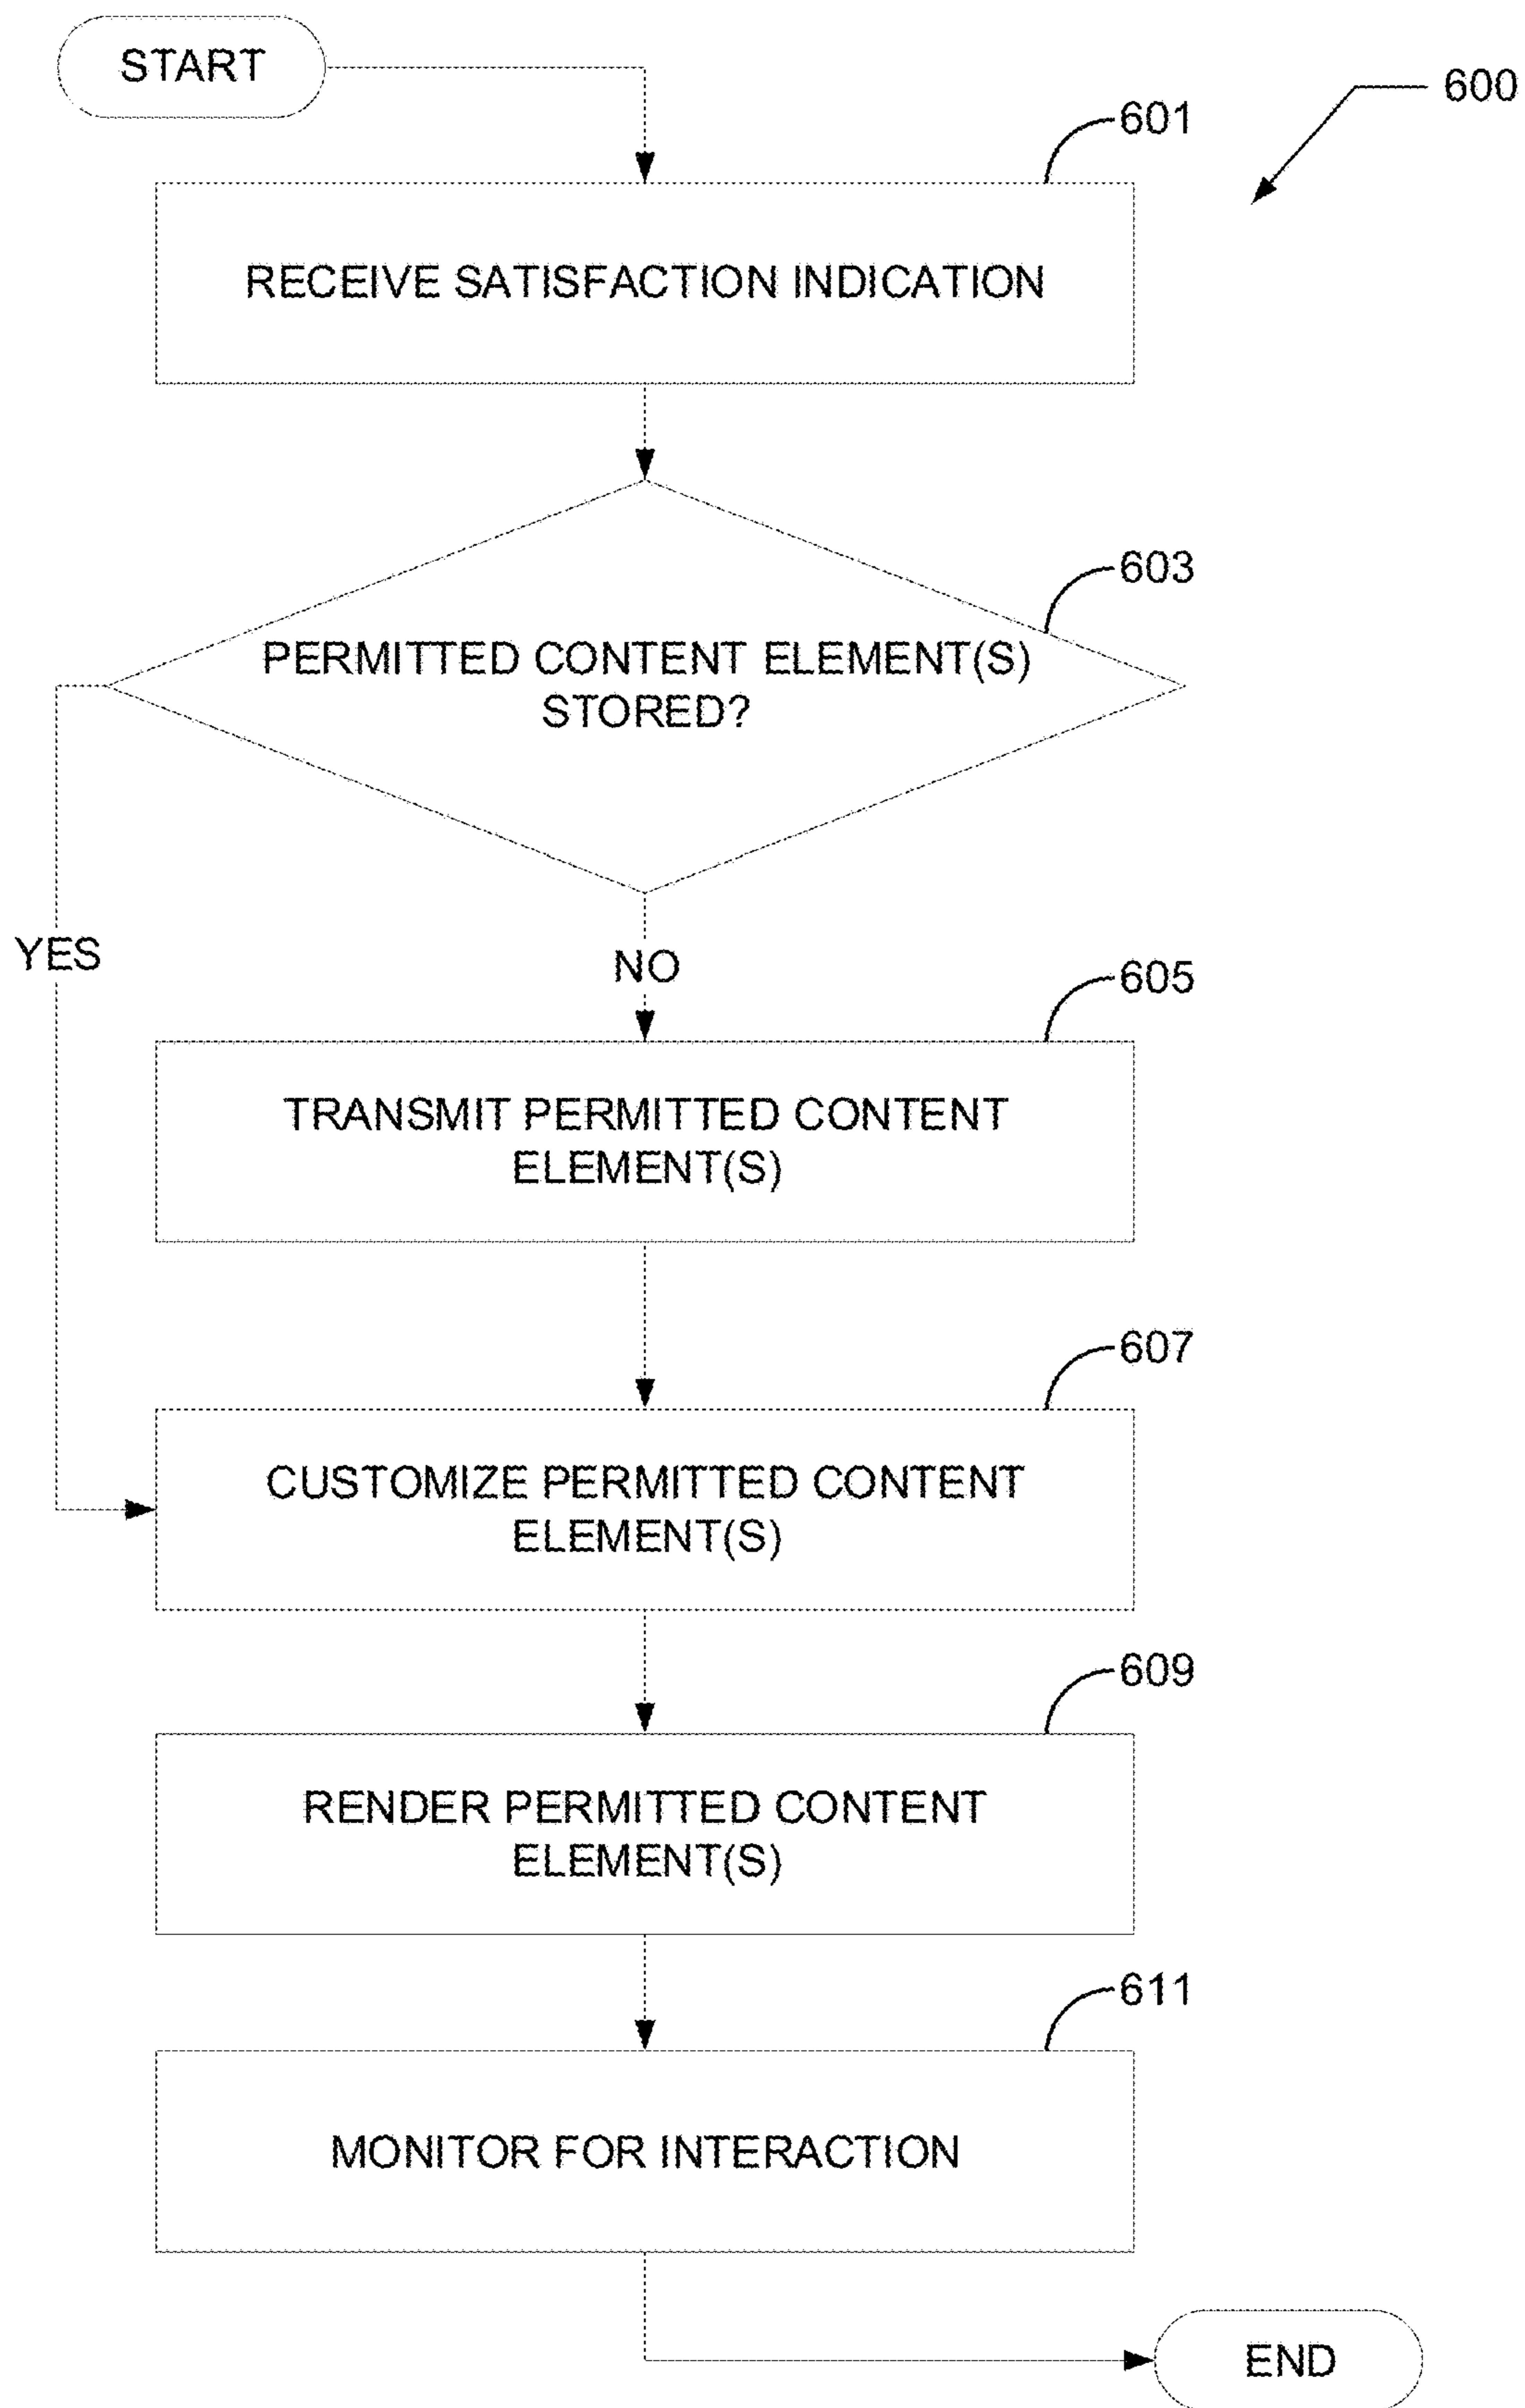 START
600
601
RECEIVE SATISFACTION INDICATION
603
PERMITTED CONTENT ELEMENT(S)
STORED?
YES
NO
605
TRANSMIT PERMITTED CONTENT
ELEMENT(S)
607
CUSTOMIZE PERMITTED CONTENT
ELEMENT(S)
609
RENDER PERMITTED CONTENT
ELEMENT(S)
611
MONITOR FOR INTERACTION
END